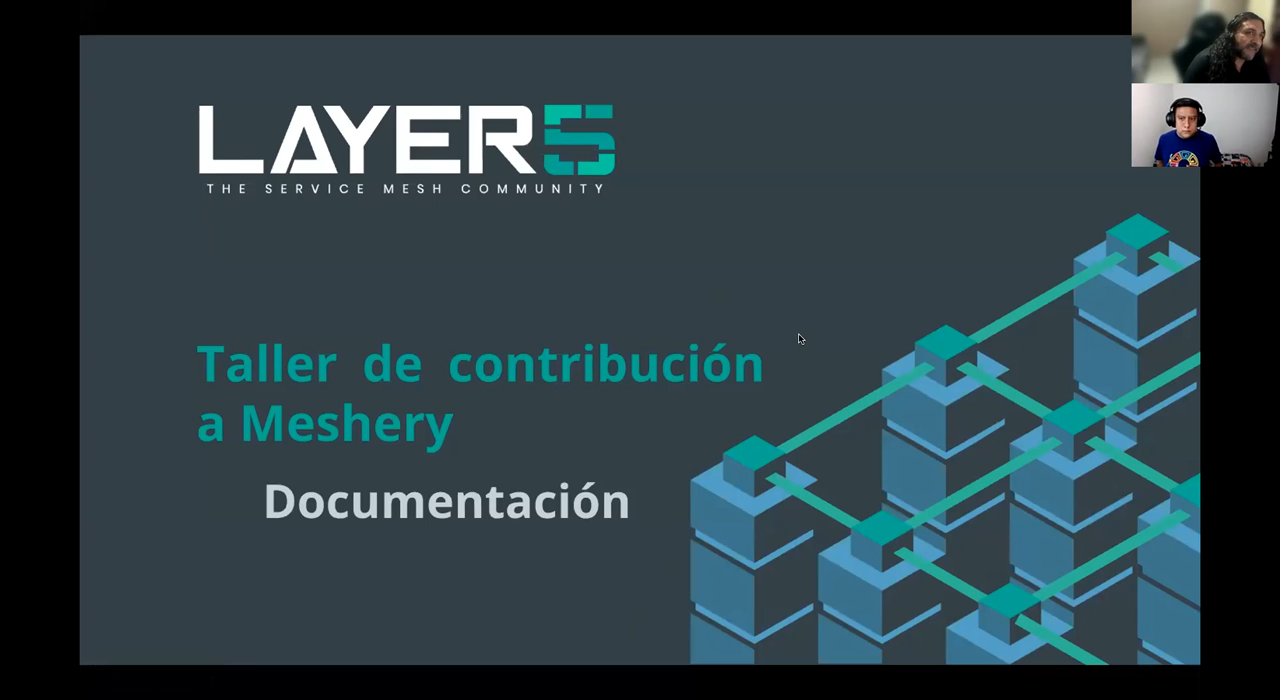 LAYER5
THE SERVICE MESH COMMUNITY
Taller de contribución
a Meshery
Documentación